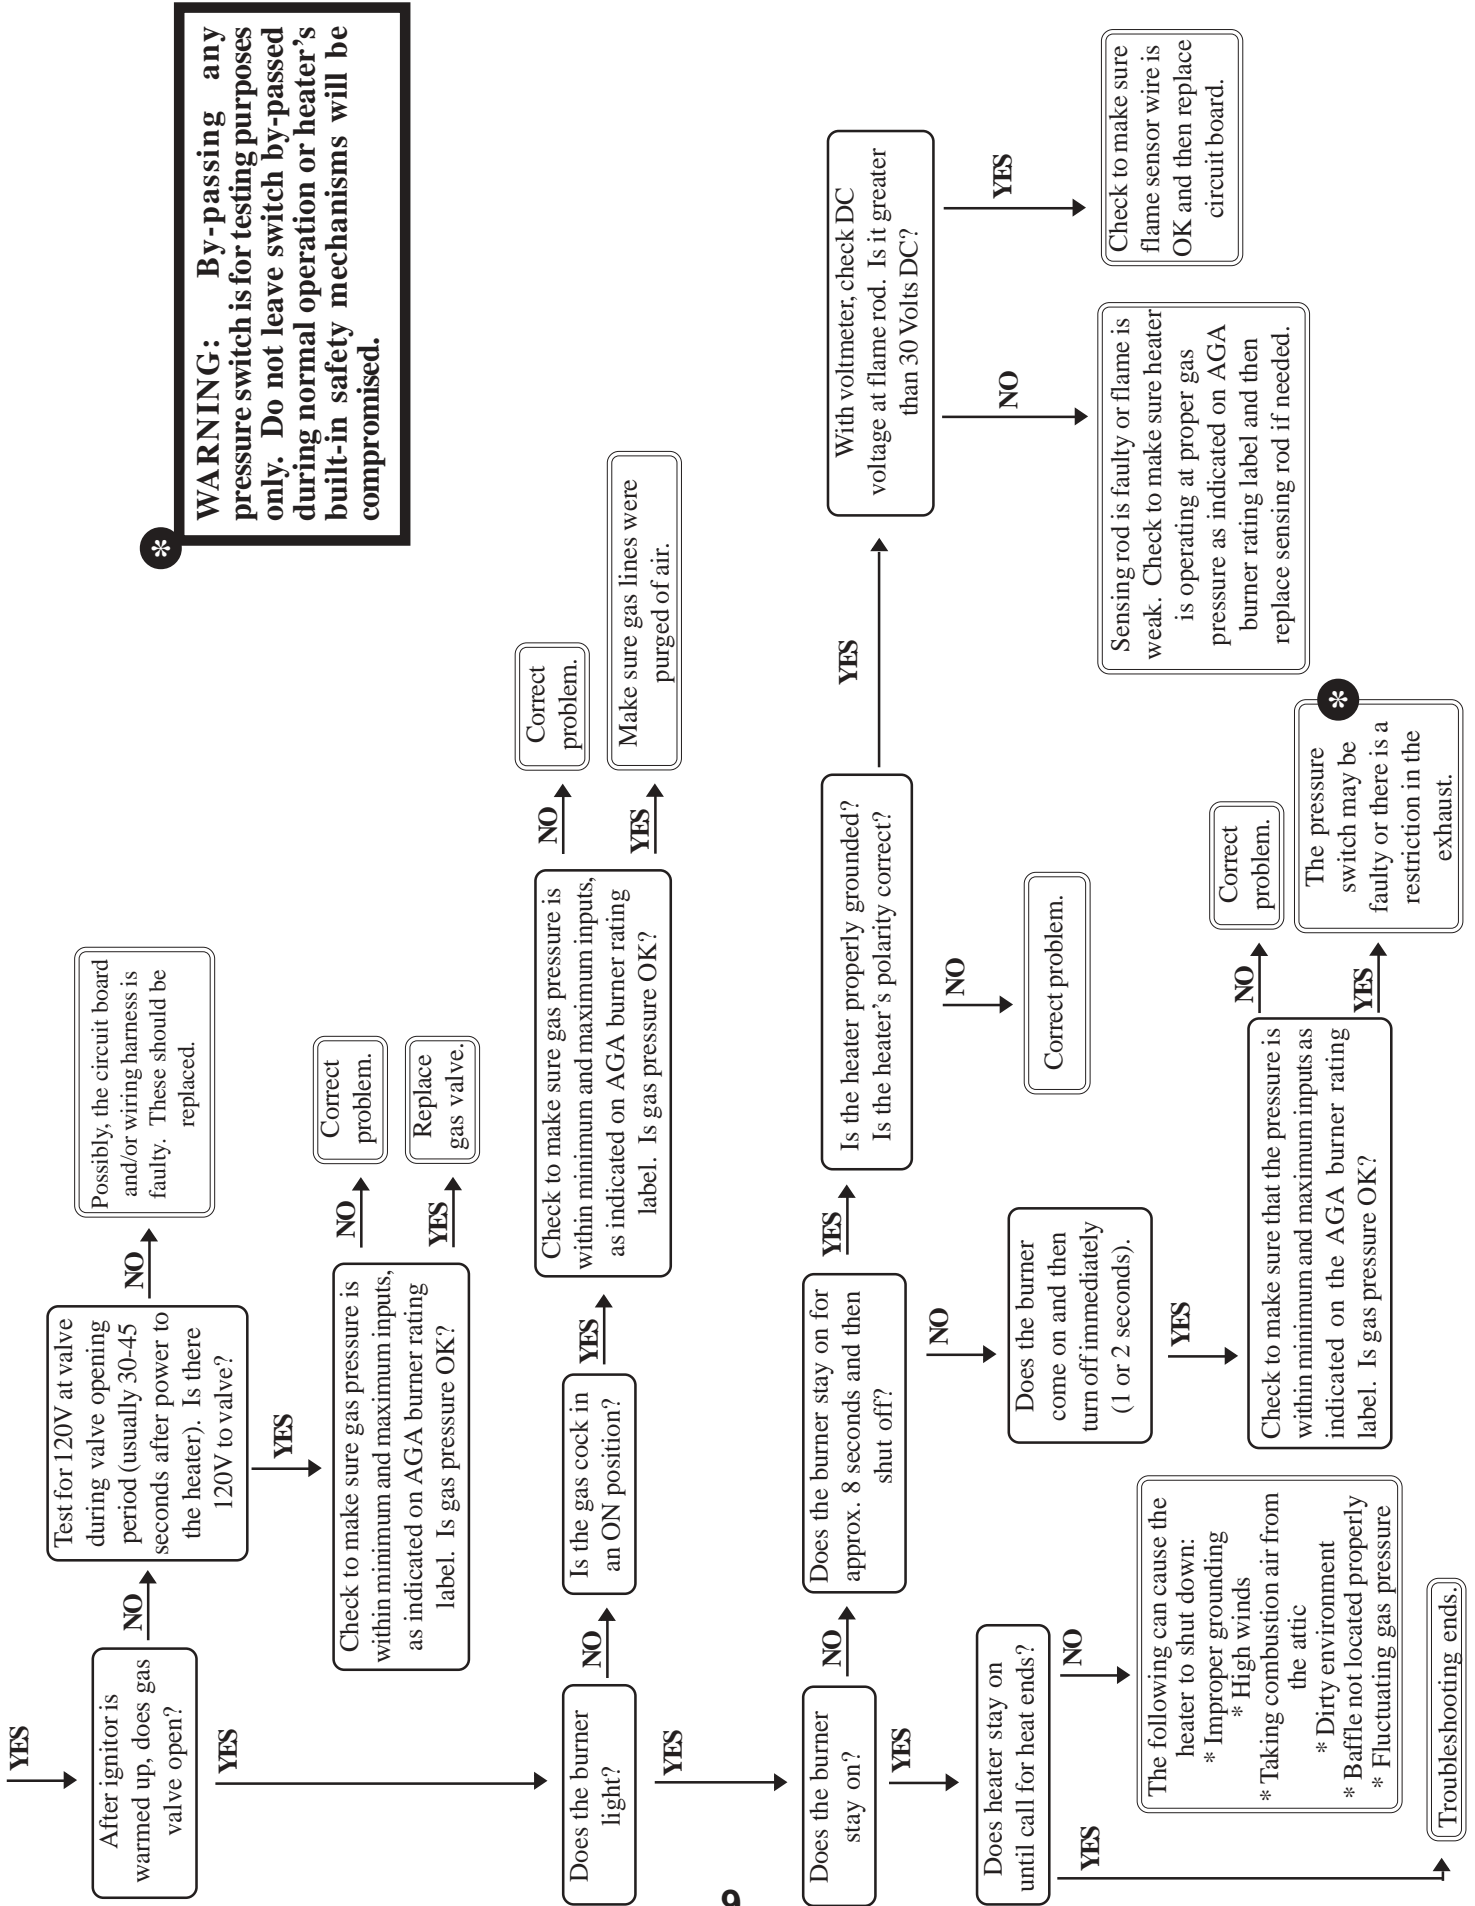 YES
After ignitor is
warmed up, does gas
valve open?
NO
Test for 120V at valve
during valve opening
period (usually 30-45
seconds after power to
the heater). Is there
120V to valve?
NO
Possibly, the circuit board
and/or wiring harness is
faulty. These should be
replaced.
YES
Check to make sure gas pressure is
within minimum and maximum inputs,
as indicated on AGA burner rating
label. Is gas pressure OK?
NO
Correct
problem.
YES
Replace
gas valve.
YES
Does the burner
light?
NO
Is the gas cock in
an ON position?
YES
Check to make sure gas pressure is
within minimum and maximum inputs,
as indicated on AGA burner rating
label. Is gas pressure OK?
NO
Correct
problem.
YES
Make sure gas lines were
purged of air.
*
WARNING: By-passing any
pressure switch is for testing purposes
only. Do not leave switch by-passed
during normal operation or heater's
built-in safety mechanisms will be
compromised.
YES
Does the burner
stay on?
NO
Does the burner stay on for
approx. 8 seconds and then
shut off?
YES
Is the heater properly grounded?
Is the heater's polarity correct?
YES
With voltmeter, check DC
voltage at flame rod. Is it greater
than 30 Volts DC?
NO
Sensing rod is faulty or flame is
weak. Check to make sure heater
is operating at proper gas
pressure as indicated on AGA
burner rating label and then
replace sensing rod if needed.
YES
Check to make sure
flame sensor wire is
OK and then replace
circuit board.
NO
Correct problem.
NO
Does the burner
come on and then
turn off immediately
(1 or 2 seconds).
YES
Check to make sure that the pressure is
within minimum and maximum inputs as
indicated on the AGA burner rating
label. Is gas pressure OK?
NO
Correct
problem.
YES
The pressure
switch may be
faulty or there is a
restriction in the
exhaust.
*
YES
Does heater stay on
until call for heat ends?
NO
The following can cause the
heater to shut down:
* Improper grounding
* High winds
* Taking combustion air from
the attic
* Dirty environment
* Baffle not located properly
* Fluctuating gas pressure
YES
Troubleshooting ends.
9